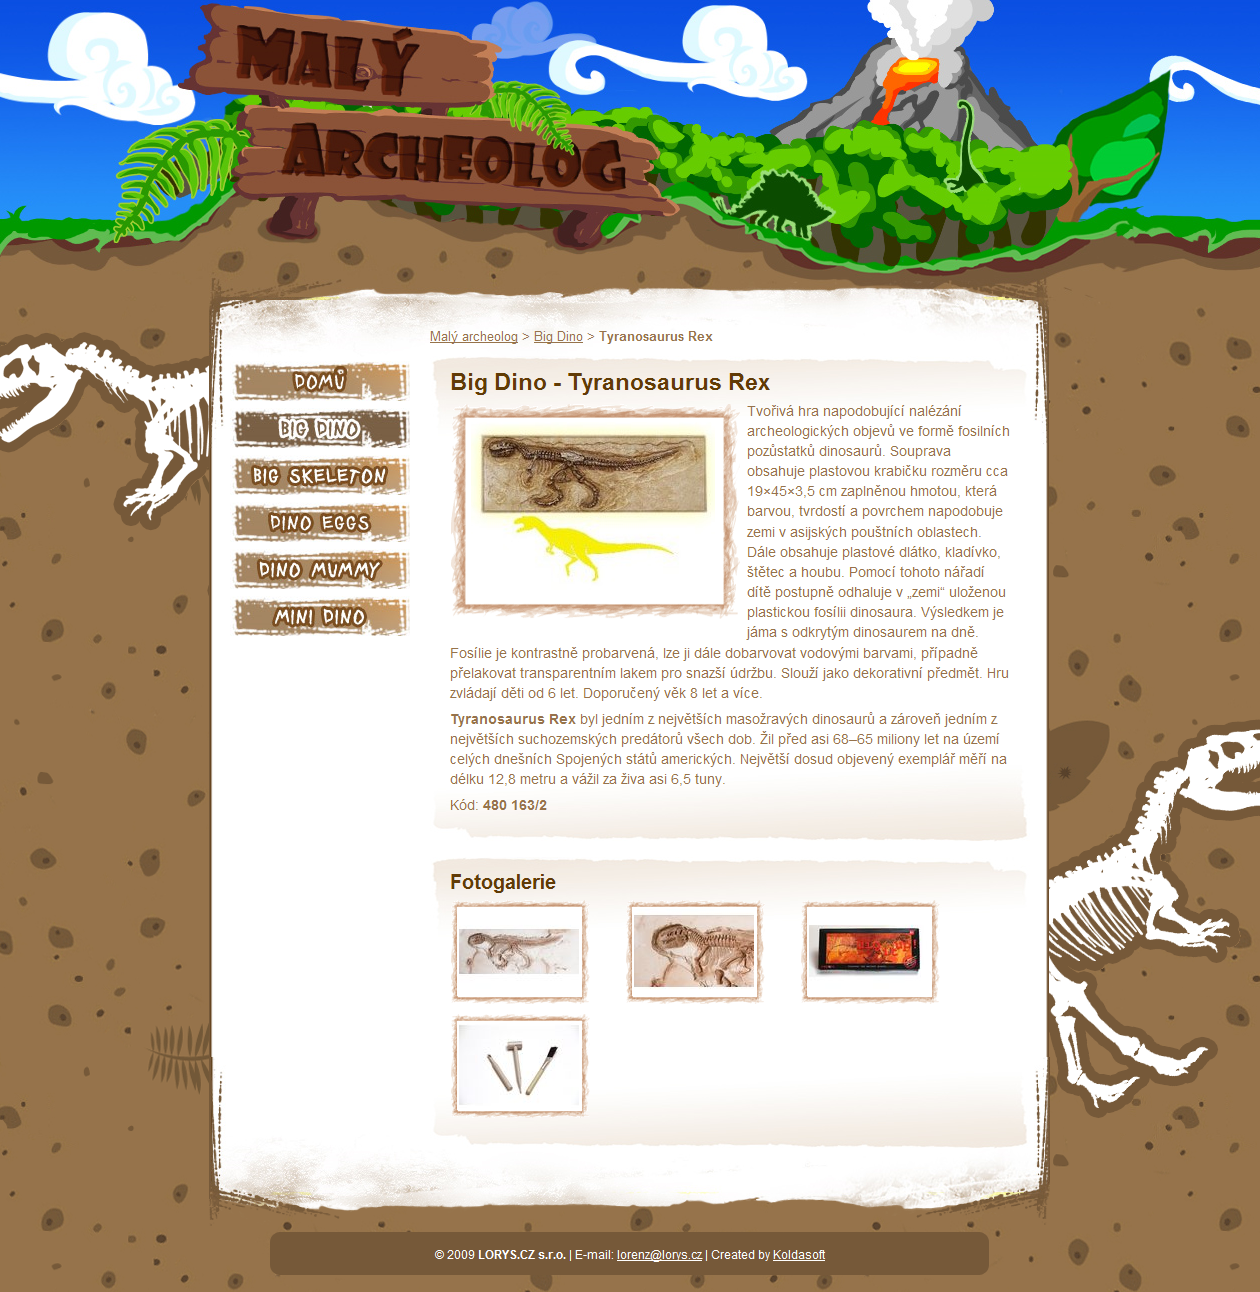 MALÝ
ARCHEOLOG
Malý archeolog > Big Dino > Tyranosaurus Rex
DOMŮ
BIG DINO
BIG SKELETON
DINO EGGS
DINO MUMMY
MINI DINO
Big Dino - Tyranosaurus Rex
Tvořivá hra napodobující nalézání
archeologických objevů ve formě fosilních
pozůstatků dinosaurů. Souprava
obsahuje plastovou krabičku rozměru cca
19×45×3,5 cm zaplněnou hmotou, která
barvou, tvrdostí a povrchem napodobuje
zemi v asijských pouštních oblastech.
Dále obsahuje plastové dlátko, kladívko,
štětec a houbu. Pomocí tohoto nářadí
dítě postupně odhaluje v „zemi“ uloženou
plastickou fosílii dinosaura. Výsledkem je
jáma s odkrytým dinosaurem na dně.
Fosílie je kontrastně probarvená, lze ji dále dobarvovat vodovými barvami, případně
přelakovat transparentním lakem pro snazší údržbu. Slouží jako dekorativní předmět. Hru
zvládají děti od 6 let. Doporučený věk 8 let a více.
Tyranosaurus Rex byl jedním z největších masožravých dinosaurů a zároveň jedním z
největších suchozemských predátorů všech dob. Žil před asi 68–65 miliony let na území
celých dnešních Spojených států amerických. Největší dosud objevený exemplář měří na
délku 12,8 metru a vážil za živa asi 6,5 tuny.
Kód: 480 163/2
Fotogalerie
© 2009 LORYS.CZ s.r.o. | E-mail: lorenz@lorys.cz | Created by Koldasoft